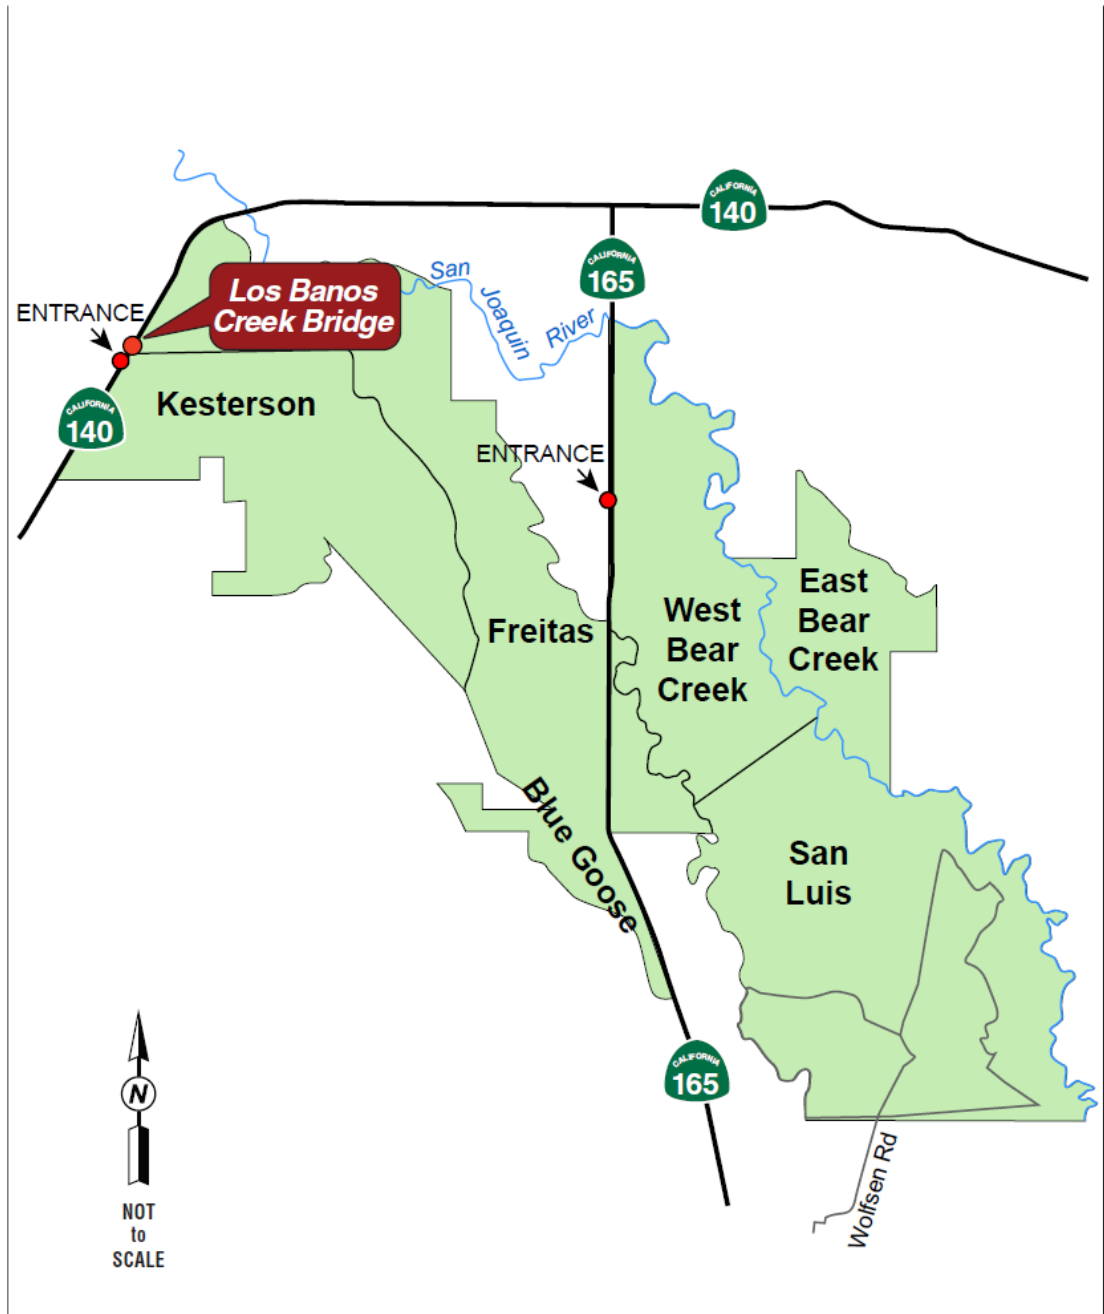 CALIFORNIA
140
CALIFORNIA
165
San
Joaquin
River
Los Banos
Creek Bridge
ENTRANCE
CALIFORNIA
140
Kesterson
ENTRANCE
East
Bear
Creek
West
Bear
Creek
Freitas
Blue Goose
San
Luis
CALIFORNIA
165
N
NOT
to
SCALE
Wolfsen Rd